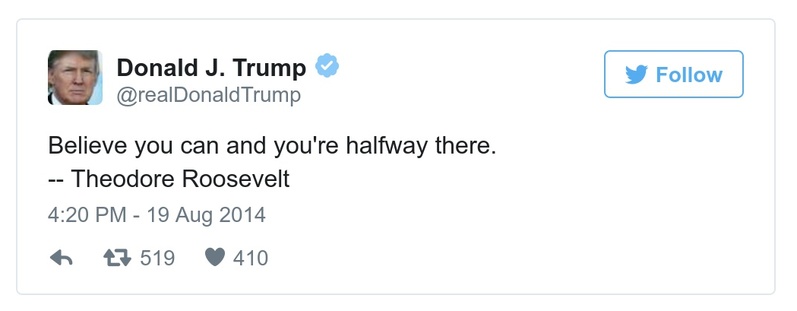 Donald J. Trump
@realDonaldTrump
Follow
Believe you can and you're halfway there.
-- Theodore Roosevelt
4:20 PM - 19 Aug 2014
519 410